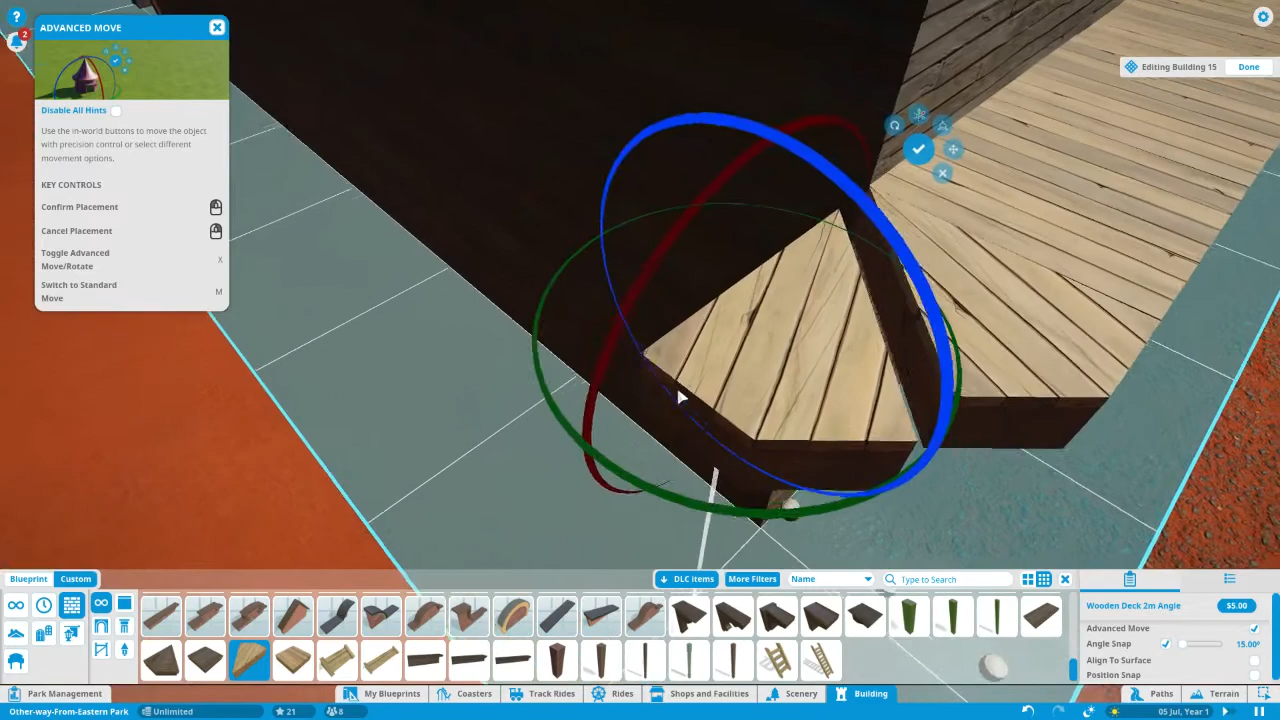 ?
2
ADVANCED MOVE
Disable All Hints
Use the in-world buttons to move the object
with precision control or select different
movement options.
KEY CONTROLS
Confirm Placement
Cancel Placement
Toggle Advanced
Move/Rotate
X
Switch to Standard
Move
M
Editing Building 15
Done
Blueprint
Custom
DLC items
More Filters
Name
Type to Search
Wooden Deck 2m Angle
$5.00
Advanced Move
Angle Snap
15.00º
Align To Surface
Position Snap
Park Management
My Blueprints
Coasters
Track Rides
Rides
Shops and Facilities
Scenery
Building
Paths
Terrain
Other-way-From-Eastern Park
Unlimited
21
8
05 Jul, Year 1